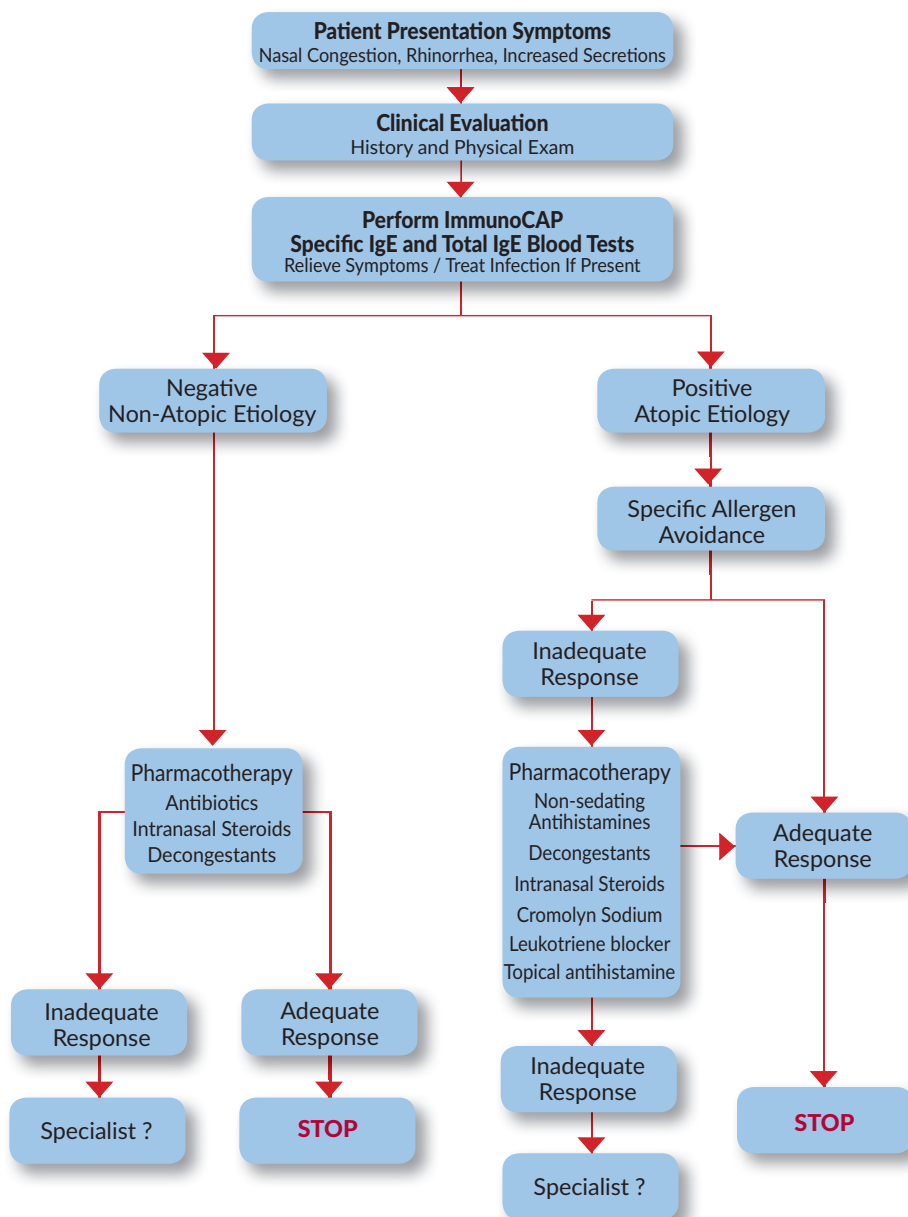 Patient Presentation Symptoms
Nasal Congestion, Rhinorrhea, Increased Secretions
Clinical Evaluation
History and Physical Exam
Perform ImmunoCAP
Specific IgE and Total IgE Blood Tests
Relieve Symptoms / Treat Infection If Present
Negative
Non-Atopic Etiology
Positive
Atopic Etiology
Specific Allergen
Avoidance
Inadequate
Response
Pharmacotherapy
Antibiotics
Intranasal Steroids
Decongestants
Pharmacotherapy
Non-sedating
Antihistamines
Decongestants
Intranasal Steroids
Cromolyn Sodium
Leukotriene blocker
Topical antihistamine
Adequate
Response
Inadequate
Response
Adequate
Response
Inadequate
Response
Specialist ?
STOP
STOP
Specialist ?